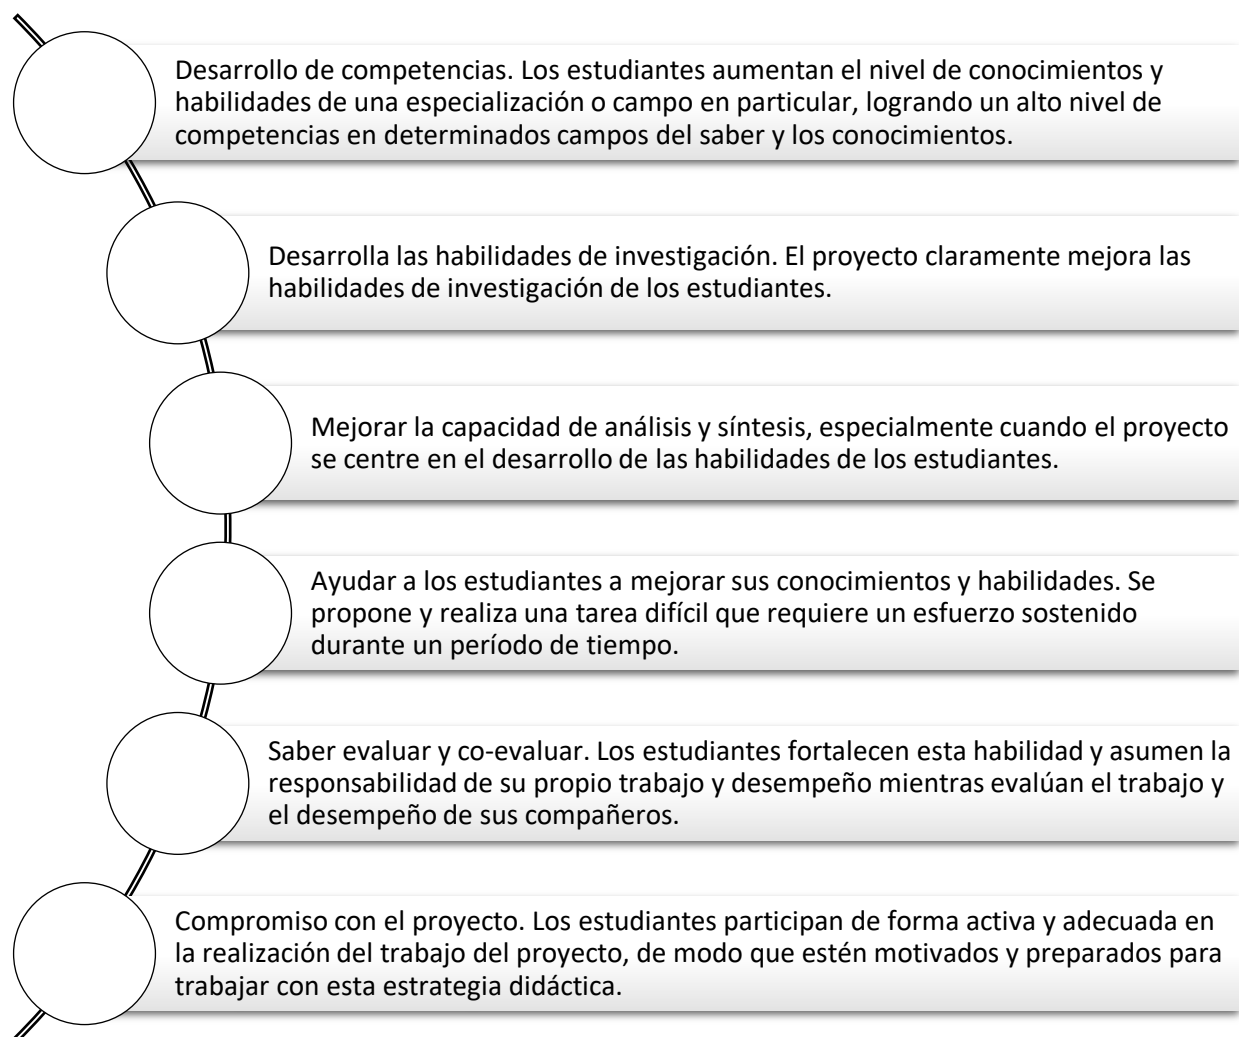 Desarrollo de competencias. Los estudiantes aumentan el nivel de conocimientos y
habilidades de una especialización o campo en particular, logrando un alto nivel de
competencias en determinados campos del saber y los conocimientos.
Desarrolla las habilidades de investigación. El proyecto claramente mejora las
habilidades de investigación de los estudiantes.
Mejorar la capacidad de análisis y síntesis, especialmente cuando el proyecto
se centre en el desarrollo de las habilidades de los estudiantes.
Ayudar a los estudiantes a mejorar sus conocimientos y habilidades. Se
propone y realiza una tarea difícil que requiere un esfuerzo sostenido
durante un período de tiempo.
Saber evaluar y co-evaluar. Los estudiantes fortalecen esta habilidad y asumen la
responsabilidad de su propio trabajo y desempeño mientras evalúan el trabajo y
el desempeño de sus compañeros.
Compromiso con el proyecto. Los estudiantes participan de forma activa y adecuada en
la realización del trabajo del proyecto, de modo que estén motivados y preparados para
trabajar con esta estrategia didáctica.